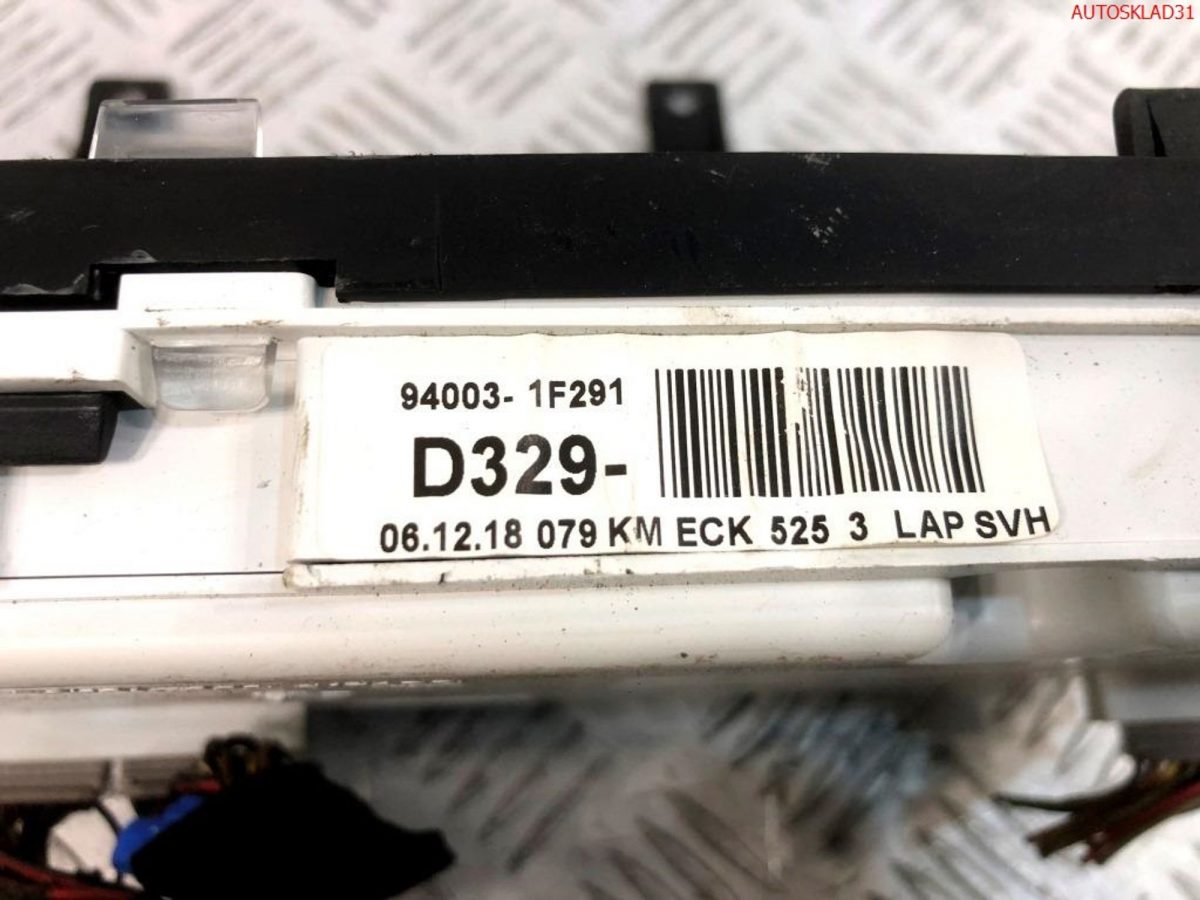 AUTOSKLAD31
94003- 1F291
D329-
06.12.18 079 KM ECK 525 3 LAP SVH